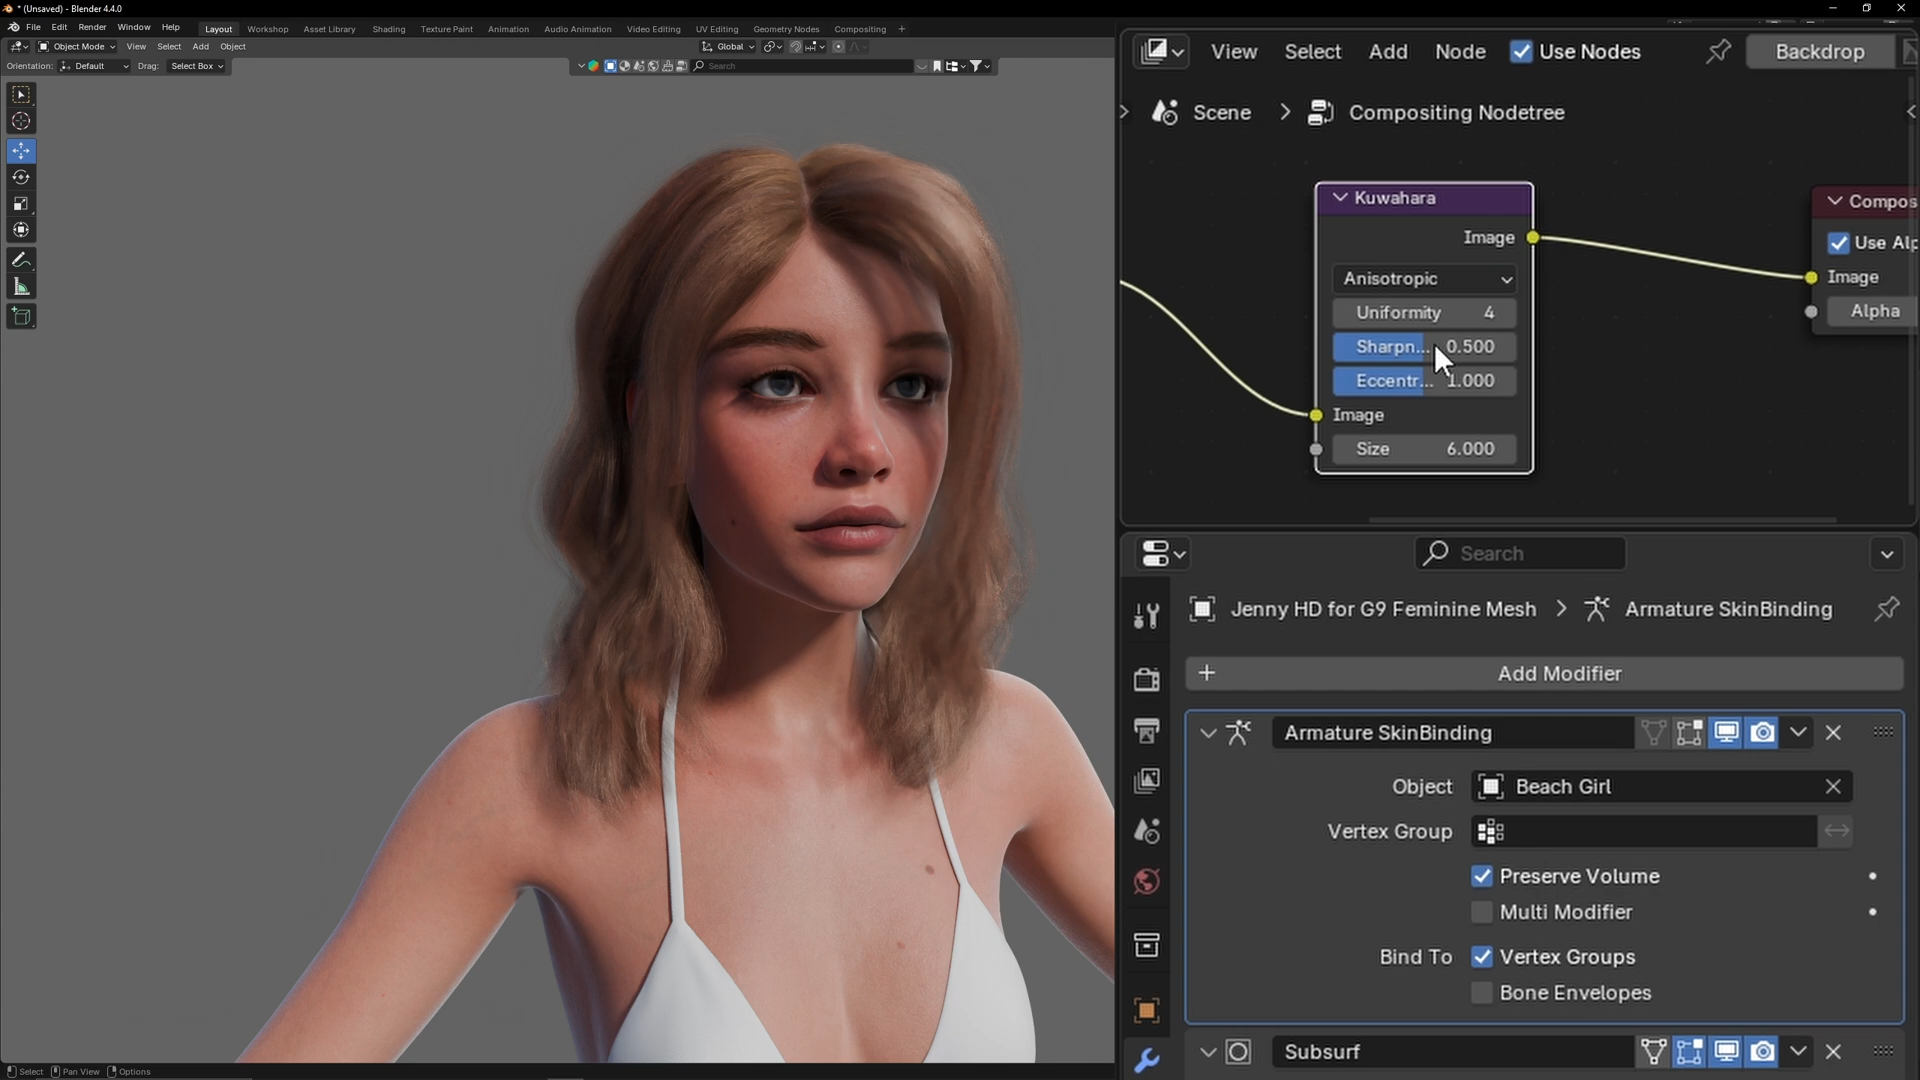 * (Unsaved) - Blender 4.4.0
File Edit Render Window Help Layout Workshop Asset Library Shading Texture Paint Animation Audio Animation Video Editing UV Editing Geometry Nodes Compositing +
Object Mode View Select Add Object Global
Orientation: Default Drag: Select Box Search
View Select Add Node Use Nodes Backdrop
Scene Compositing Nodetree
Kuwahara
Image
Anisotropic
Uniformity 4
Sharpn... 0.500
Eccentr... 1.000
Image
Size 6.000
Compos
Use Alp
Image
Alpha
Search
Jenny HD for G9 Feminine Mesh Armature SkinBinding
+ Add Modifier
Armature SkinBinding
Object Beach Girl
Vertex Group
Preserve Volume
Multi Modifier
Bind To Vertex Groups
Bone Envelopes
Subsurf
Select Pan View Options